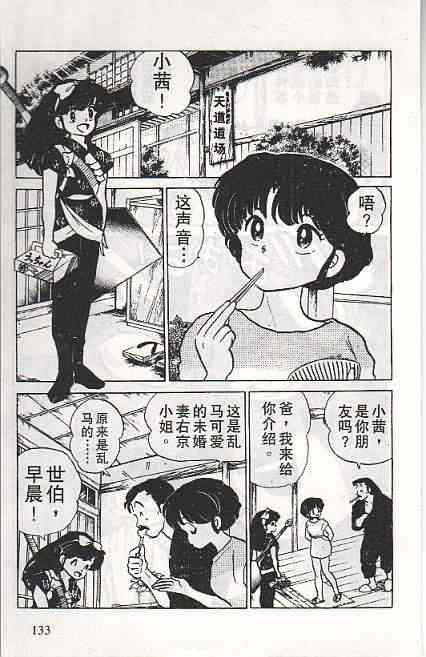 小茜！
天道道场
唔？
这声音…
小茜，
是你朋
友吗？
爸，我来给
你介绍。
这是乱
马可爱
的未婚
妻右京
小姐。
原来是乱
马的……
世伯，
早晨！
133